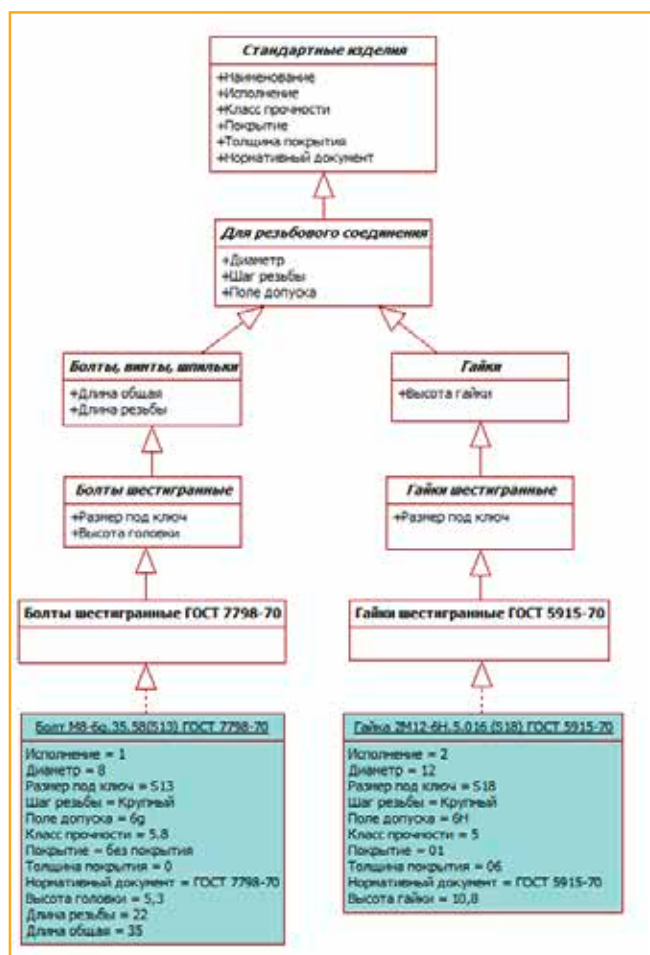 Стандартные изделия
+Наименование
+Исполнение
+Класс прочности
+Покрытие
+Толщина покрытия
+Нормативный документ
Для резьбового соединения
+Диаметр
+Шаг резьбы
+Поле допуска
Болты, винты, шпильки
+Длина общая
+Длина резьбы
Гайки
+Высота гайки
Болты шестигранные
+Размер под ключ
+Высота головки
Гайки шестигранные
+Размер под ключ
Болты шестигранные ГОСТ 7798-70
Гайки шестигранные ГОСТ 5915-70
Болт М8-6g.35.58(S13) ГОСТ 7798-70
Исполнение = 1
Диаметр = 8
Размер под ключ = S13
Шаг резьбы = Крупный
Поле допуска = 6g
Класс прочности = 5,8
Покрытие = без покрытия
Толщина покрытия = 0
Нормативный документ = ГОСТ 7798-70
Высота головки = 5,3
Длина резьбы = 22
Длина общая = 35
Гайка 2М12-6Н.5.016 (S18) ГОСТ 5915-70
Исполнение = 2
Диаметр = 12
Размер под ключ = S18
Шаг резьбы = Крупный
Поле допуска = 6Н
Класс прочности = 5
Покрытие = 01
Толщина покрытия = 06
Нормативный документ = ГОСТ 5915-70
Высота гайки = 10,8